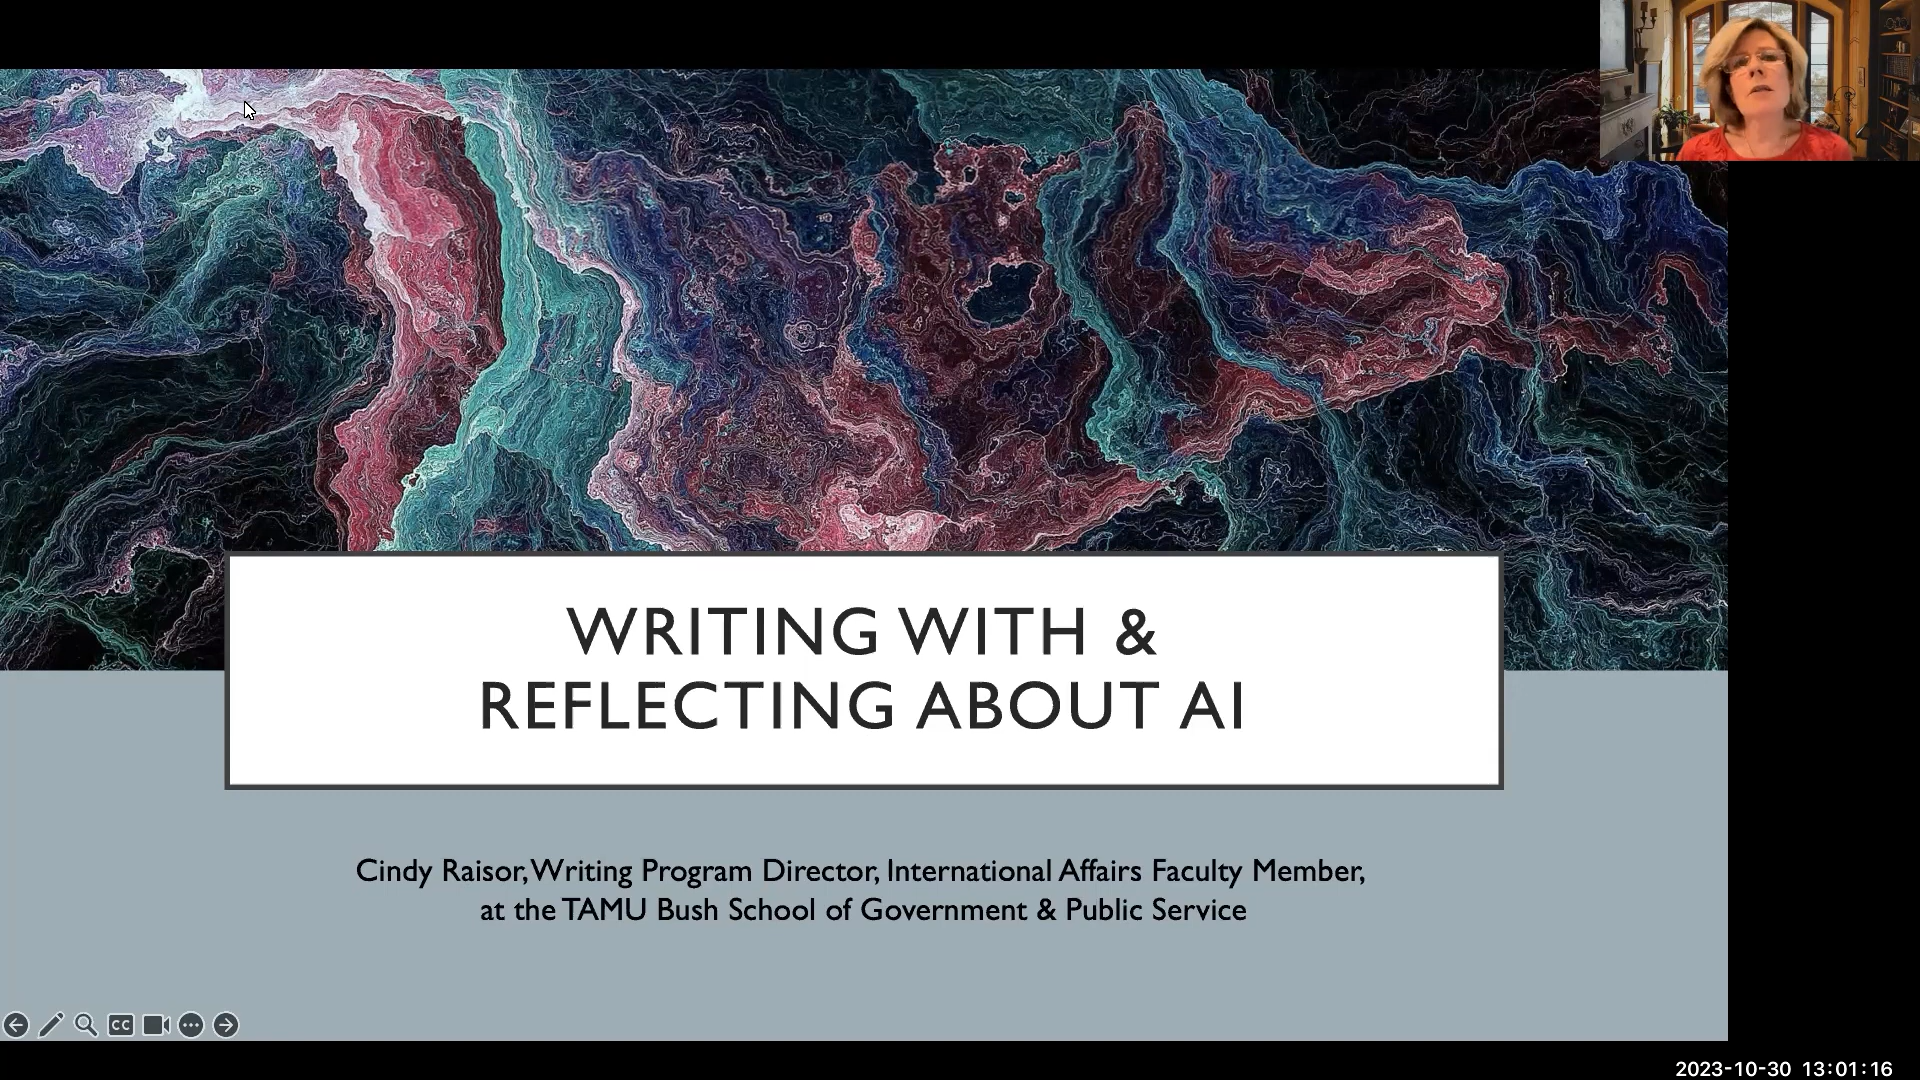 WRITING WITH &
REFLECTING ABOUT AI
Cindy Raisor, Writing Program Director, International Affairs Faculty Member,
at the TAMU Bush School of Government & Public Service
CC
2023-10-30 13:01:16